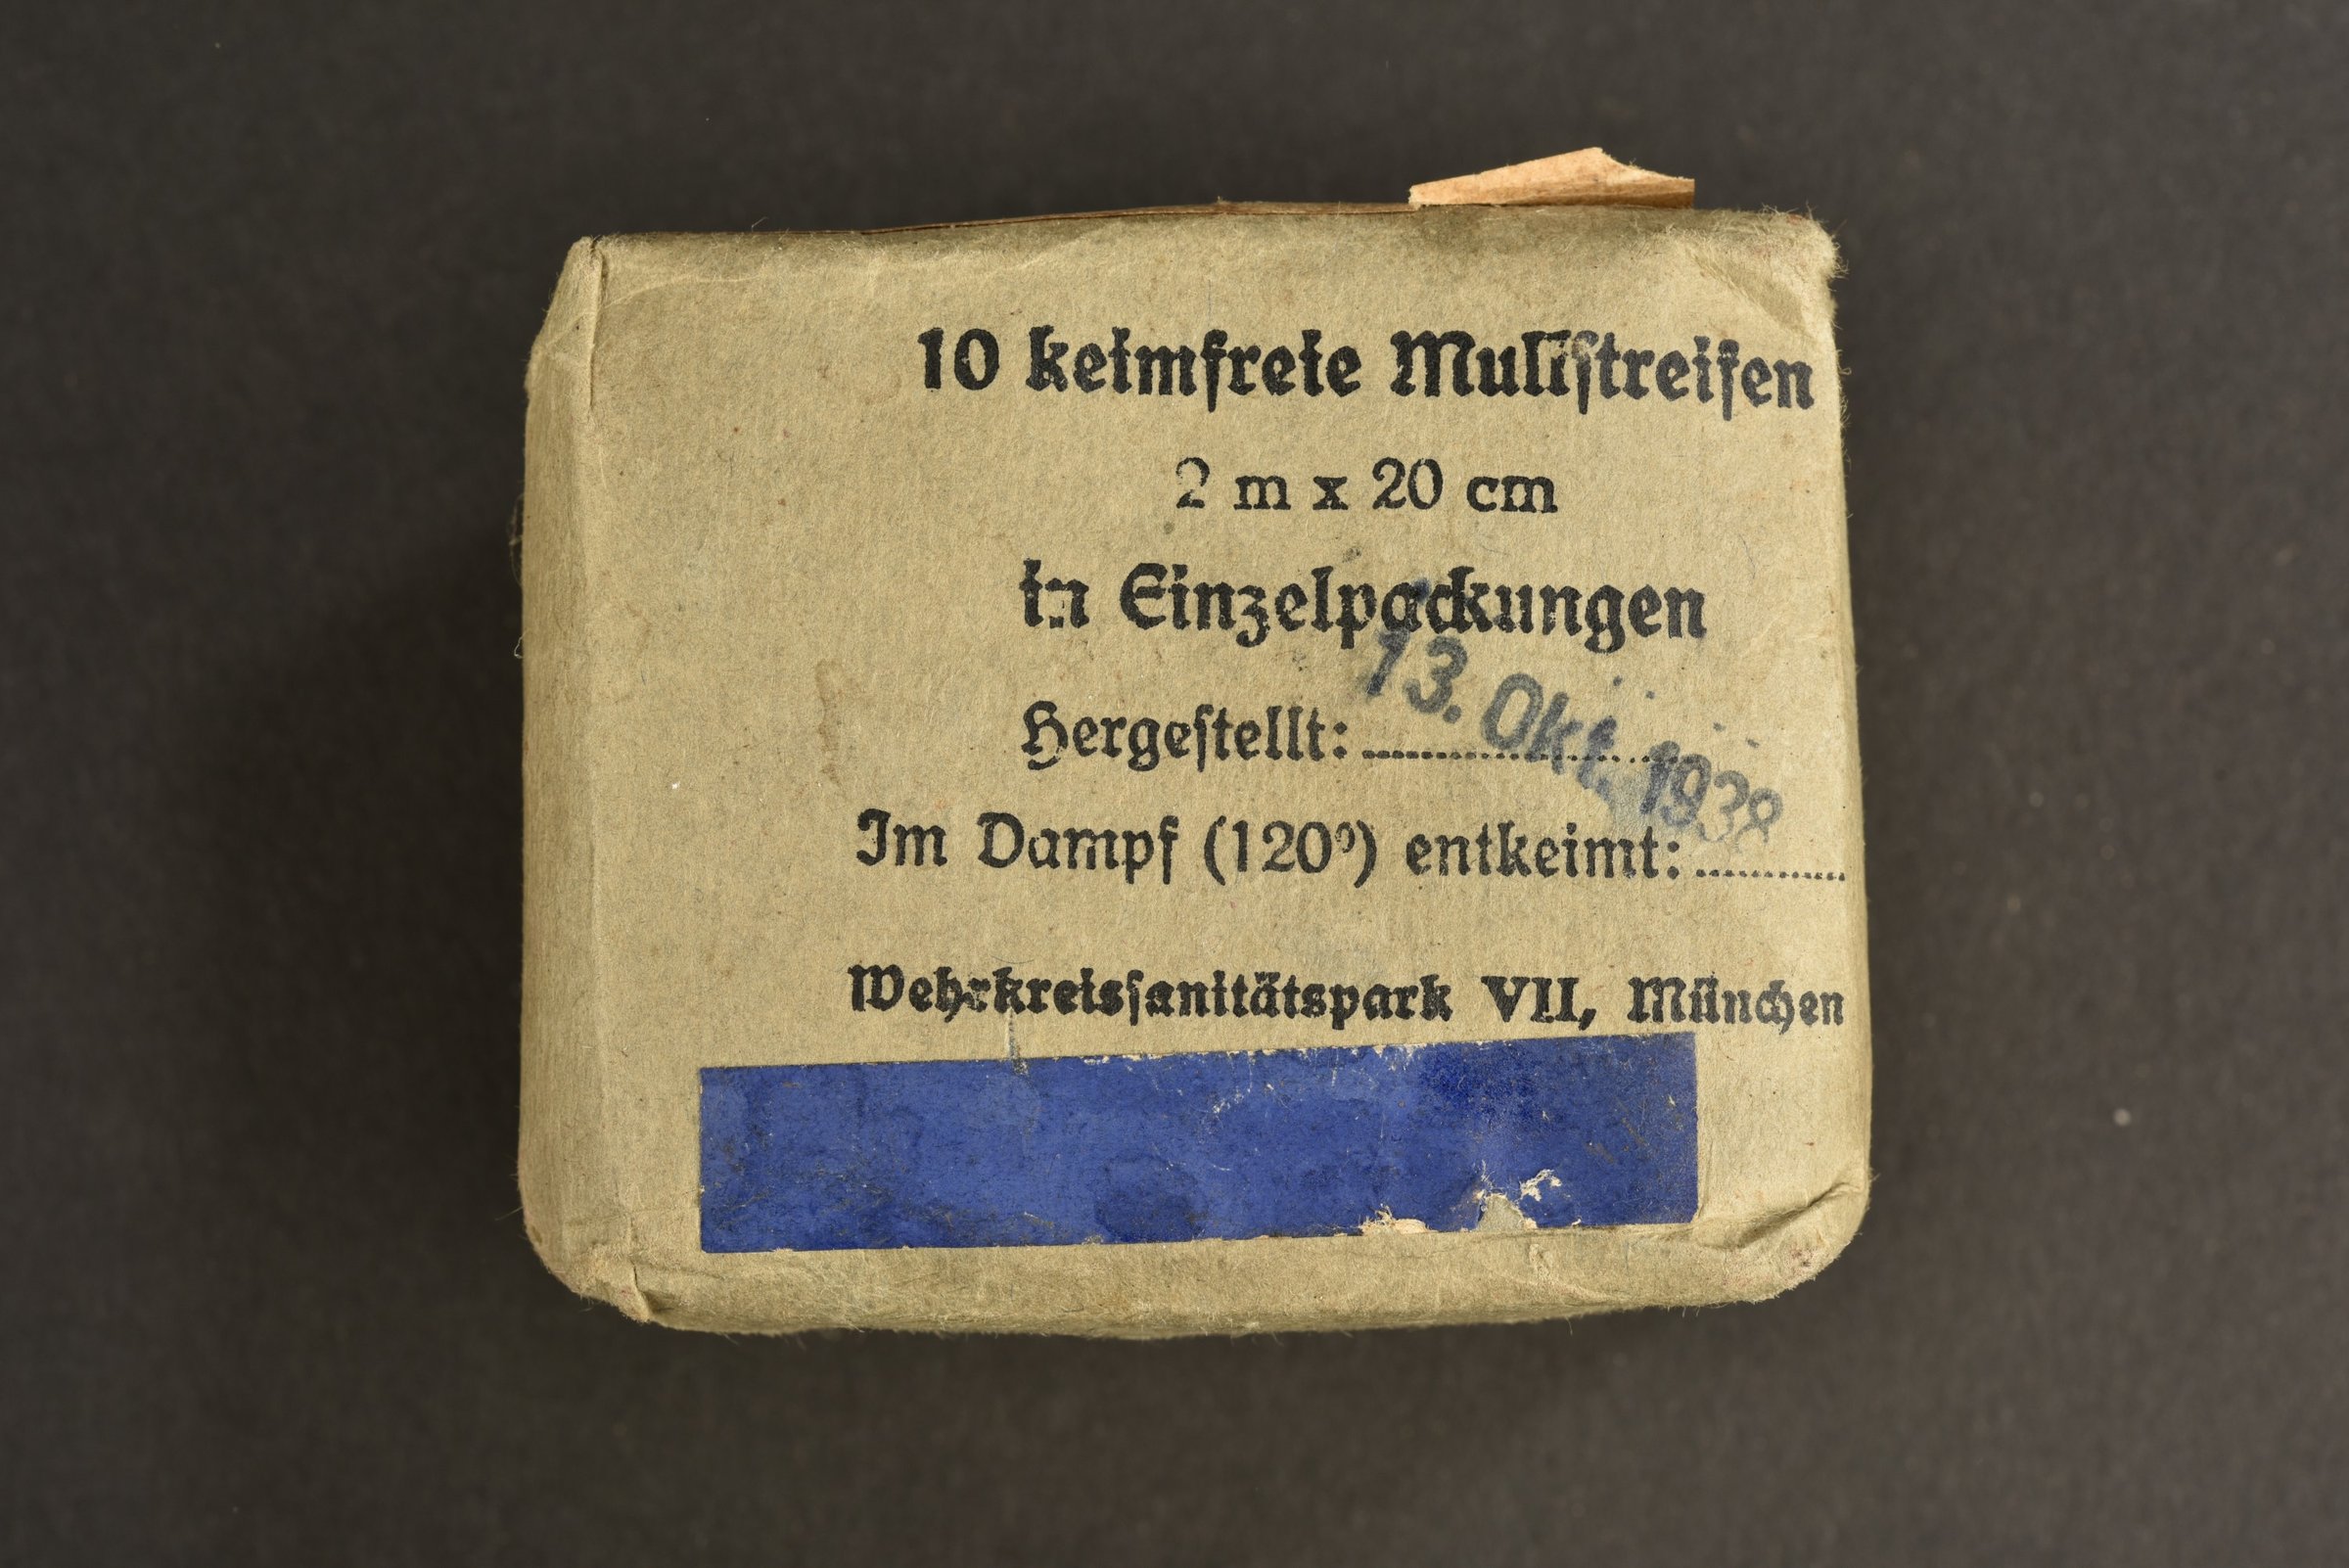 10 keimfreie Mullstreifen
2 m x 20 cm
in Einzelpackungen
13. Okt. 1938
Hergestellt:
Im Dampf (120°) entkeimt:
Wehrkreissanitätspark VII, München